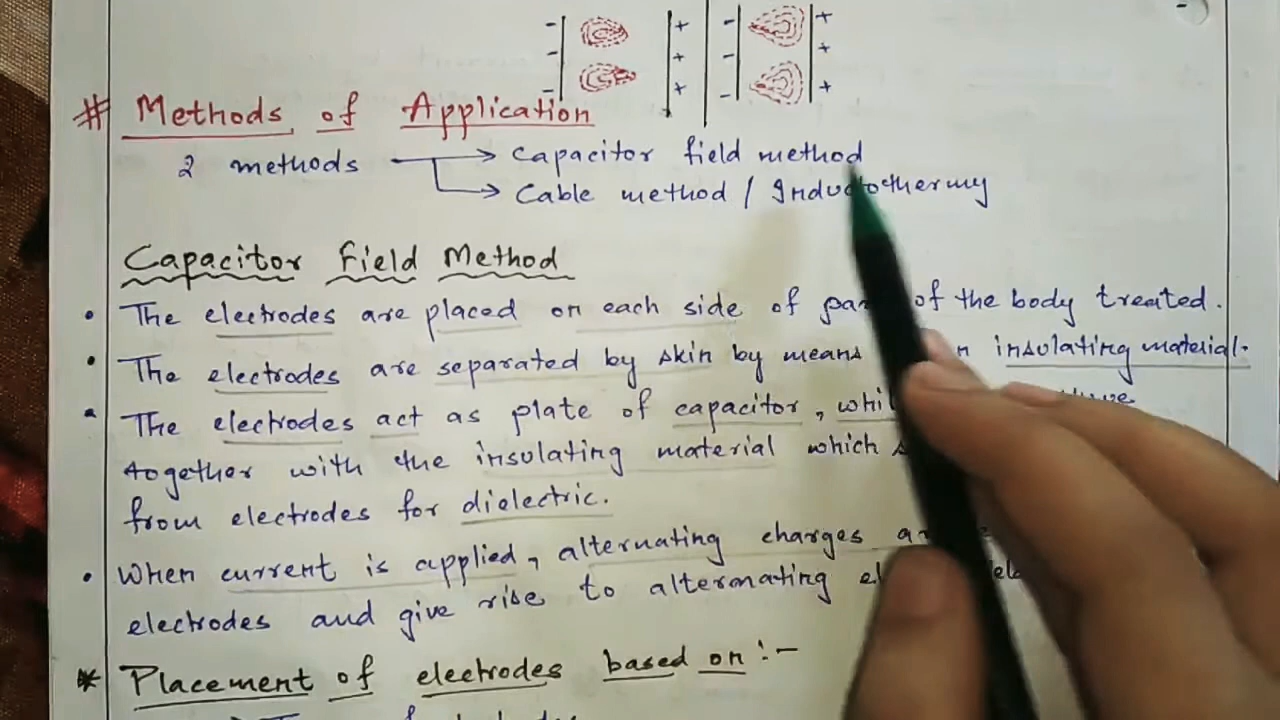 - + - +
- + - +
- + - +
# Methods of Application
2 methods → Capacitor field method
→ Cable method / Inductothermy
Capacitor Field Method
• The electrodes are placed on each side of of the body treated.
• The electrodes are separated by skin by means insulating material.
• The electrodes act as plate of capacitor,
together with the insulating material which
from electrodes for dielectric.
• When current is applied, alternating charges
electrodes and give rise to alternating
* Placement of electrodes based on :-